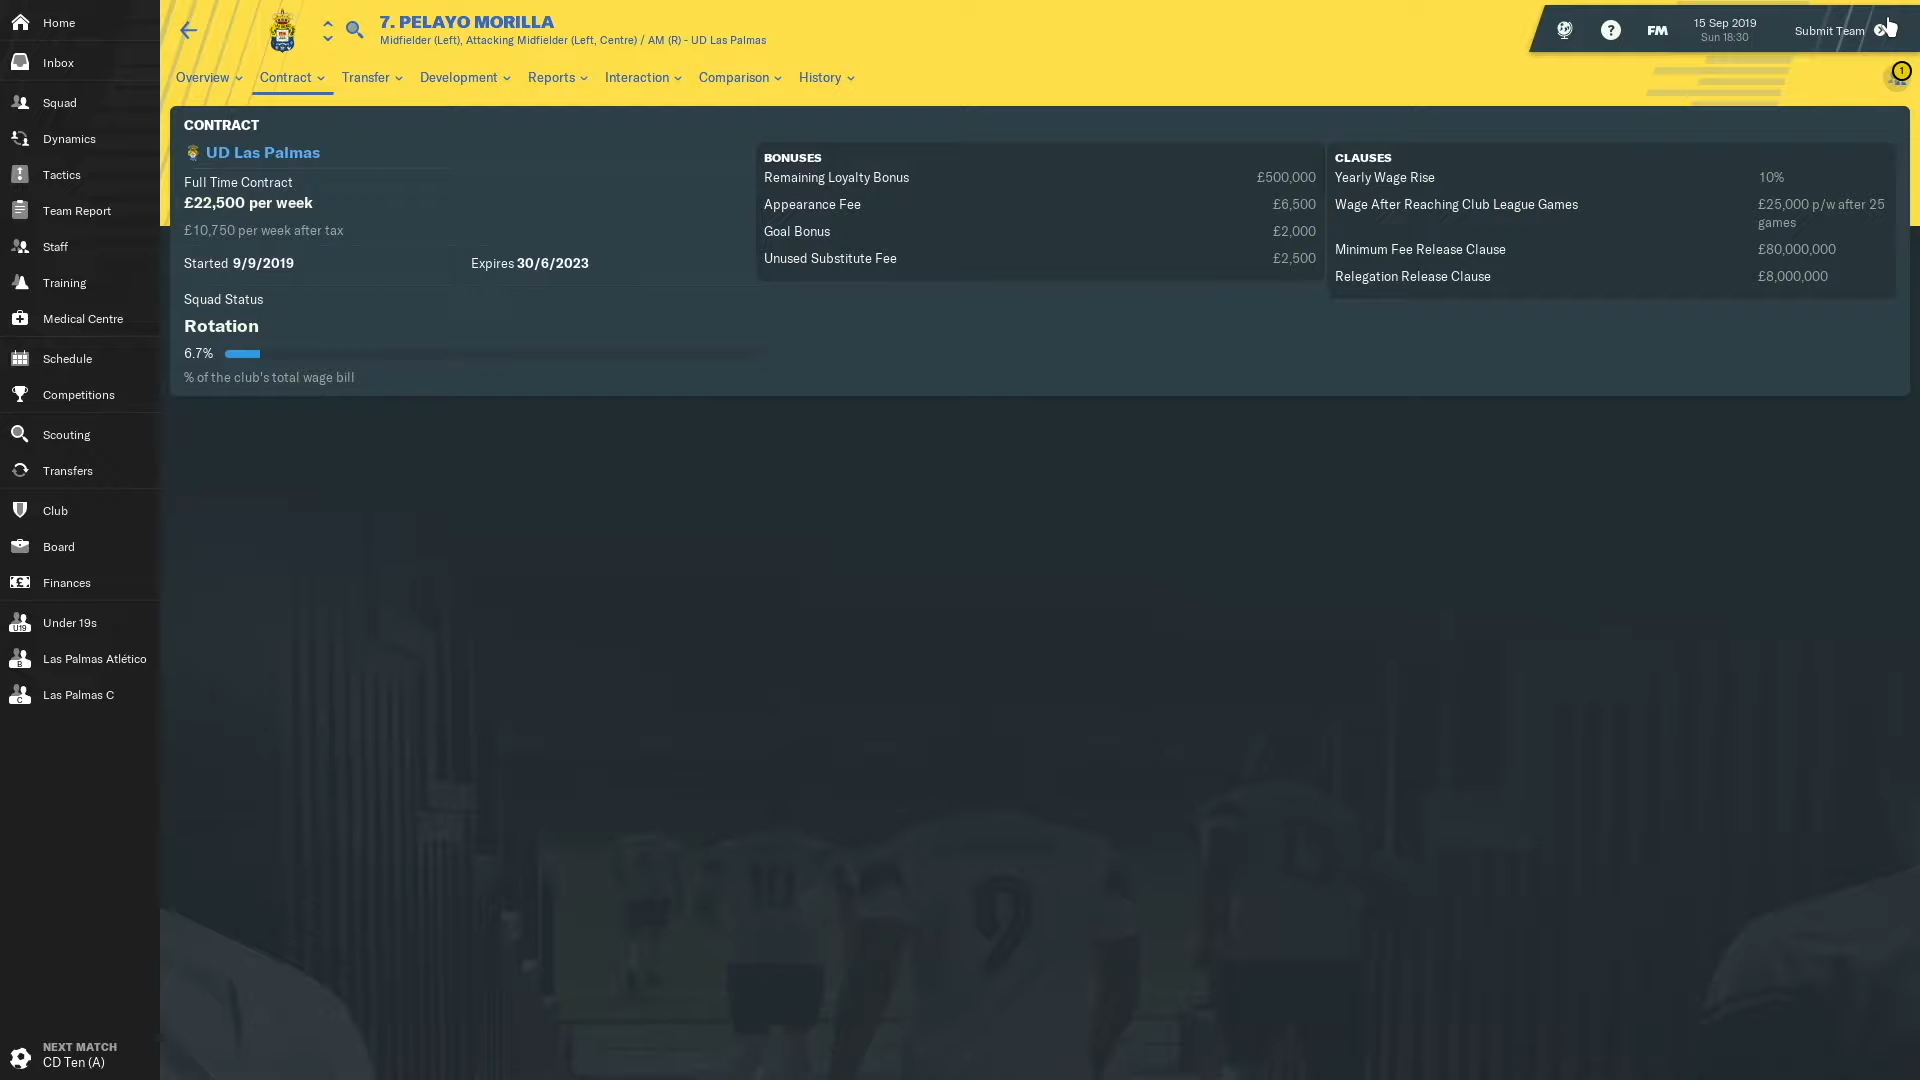 Home
Inbox
Squad
Dynamics
Tactics
Team Report
Staff
Training
Medical Centre
Schedule
Competitions
Scouting
Transfers
Club
Board
Finances
U19
Under 19s
B
Las Palmas Atlético
C
Las Palmas C
NEXT MATCH
CD Ten (A)
7. PELAYO MORILLA
Midfielder (Left), Attacking Midfielder (Left, Centre) / AM (R) - UD Las Palmas
?
FM
15 Sep 2019
Sun 18:30
Submit Team
1
Overview
Contract
Transfer
Development
Reports
Interaction
Comparison
History
CONTRACT
UD Las Palmas
Full Time Contract
£22,500 per week
£10,750 per week after tax
Started 9/9/2019
Expires 30/6/2023
Squad Status
Rotation
6.7%
% of the club's total wage bill
BONUSES
Remaining Loyalty Bonus £500,000
Appearance Fee £6,500
Goal Bonus £2,000
Unused Substitute Fee £2,500
CLAUSES
Yearly Wage Rise 10%
Wage After Reaching Club League Games £25,000 p/w after 25
games
Minimum Fee Release Clause £80,000,000
Relegation Release Clause £8,000,000
10
9